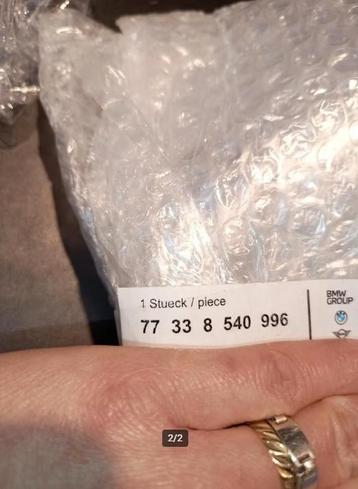 1 Stueck / piece
77 33 8 540 996
BMW
GROUP
2/2